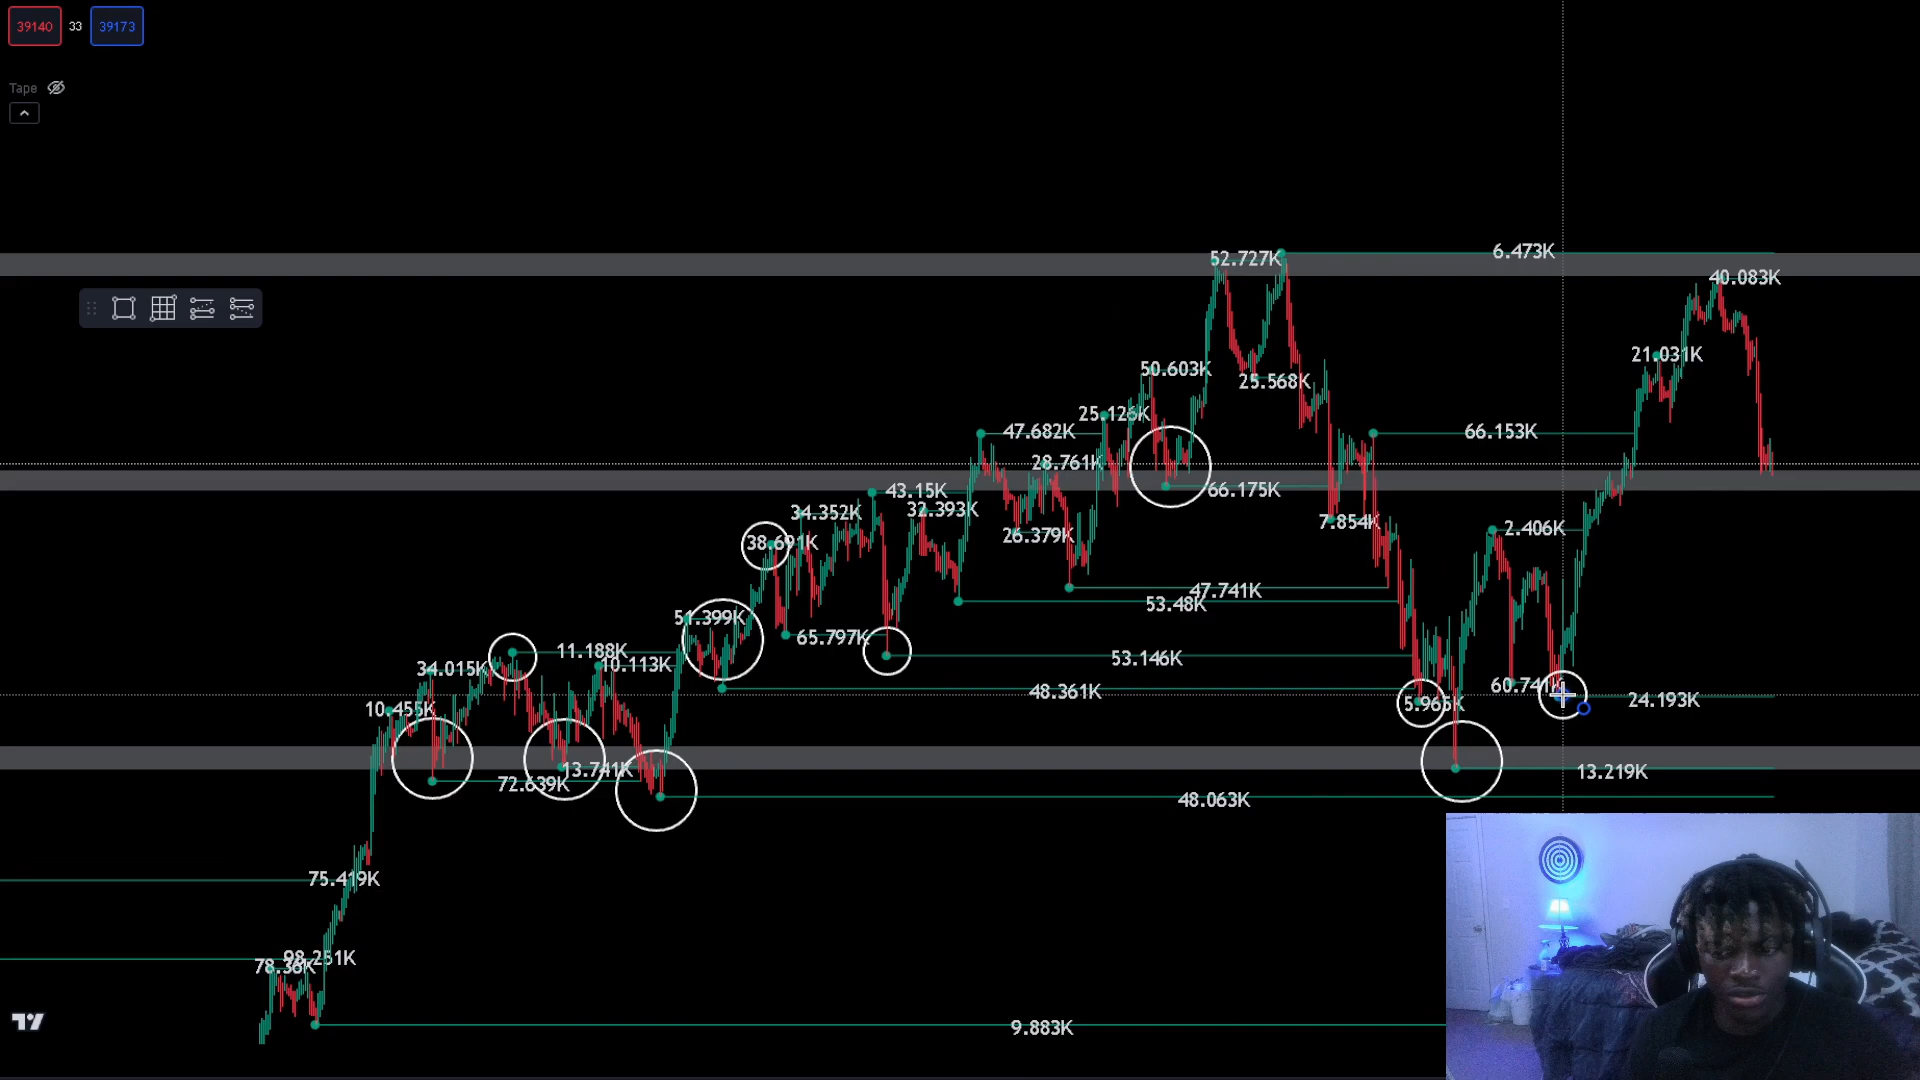 39140 33 39173
Tape
6.473K
52.727K
40.083K
21.031K
50.603K
25.568K
25.126K
47.682K
66.153K
28.761K
43.15K
66.175K
34.352K
32.393K
7.854K
2.406K
26.379K
38.691K
47.741K
53.48K
51.399K
65.797K
11.188K
53.146K
10.113K
34.015K
60.741K
48.361K
24.193K
5.965K
10.455K
13.741K
13.219K
72.639K
48.063K
75.419K
98.251K
78.36K
9.883K